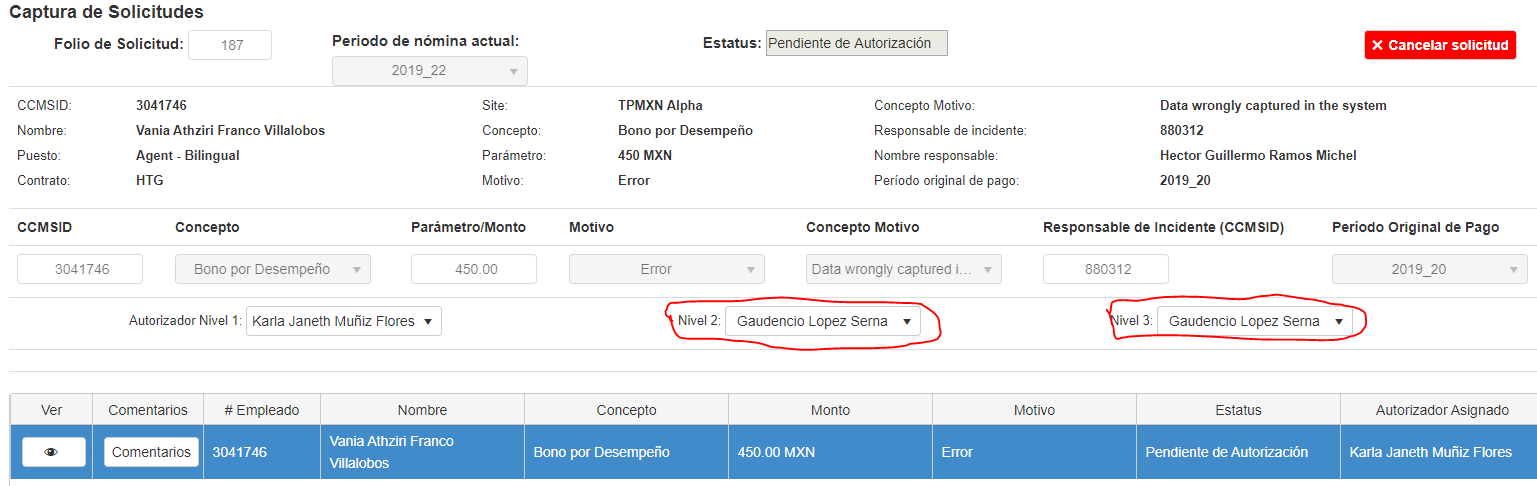 Captura de Solicitudes
Folio de Solicitud: 187 Periodo de nómina actual: 2019_22 Estatus: Pendiente de Autorización ✕ Cancelar solicitud
CCMSID: 3041746 Site: TPMXN Alpha Concepto Motivo: Data wrongly captured in the system
Nombre: Vania Athziri Franco Villalobos Concepto: Bono por Desempeño Responsable de incidente: 880312
Puesto: Agent - Bilingual Parámetro: 450 MXN Nombre responsable: Hector Guillermo Ramos Michel
Contrato: HTG Motivo: Error Período original de pago: 2019_20
CCMSID Concepto Parámetro/Monto Motivo Concepto Motivo Responsable de Incidente (CCMSID) Período Original de Pago
3041746 Bono por Desempeño 450.00 Error Data wrongly captured i... 880312 2019_20
Autorizador Nivel 1: Karla Janeth Muñiz Flores Nivel 2: Gaudencio Lopez Serna Nivel 3: Gaudencio Lopez Serna
Ver Comentarios # Empleado Nombre Concepto Monto Motivo Estatus Autorizador Asignado
Comentarios 3041746 Vania Athziri Franco Villalobos Bono por Desempeño 450.00 MXN Error Pendiente de Autorización Karla Janeth Muñiz Flores